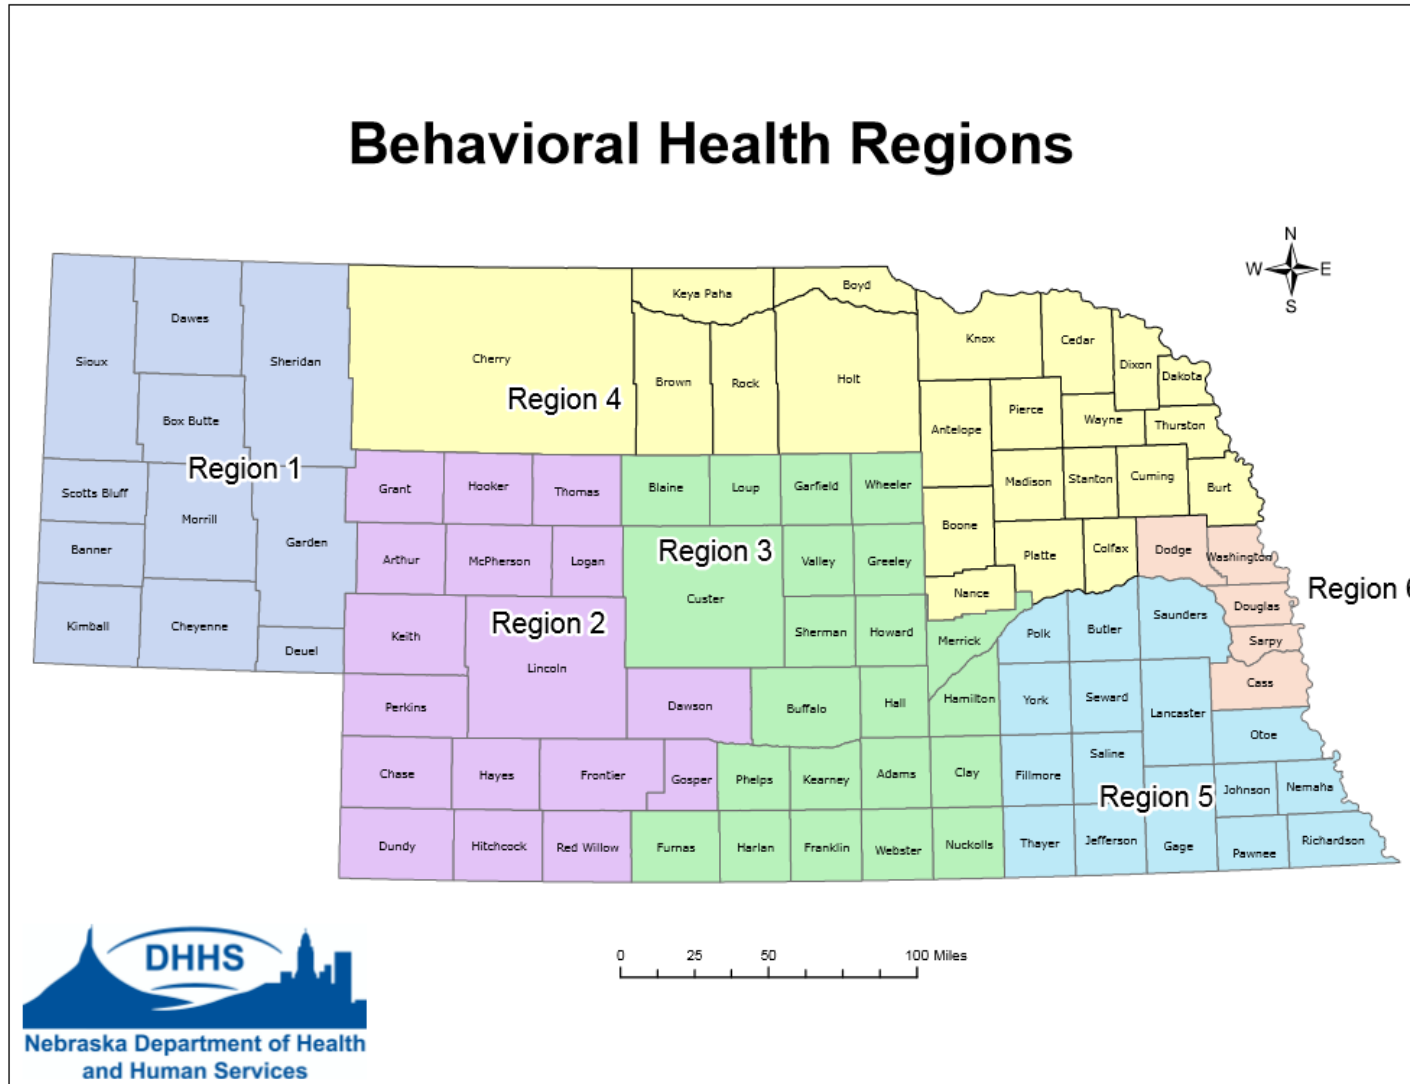 Behavioral Health Regions
N
W
E
S
Boyd
Keya Paha
Dawes
Knox
Cedar
Sioux
Sheridan
Cherry
Dixon
Dakota
Brown
Rock
Holt
Region 4
Pierce
Box Butte
Wayne
Thurston
Antelope
Region 1
Madison
Stanton
Cuming
Burt
Scotts Bluff
Grant
Hooker
Thomas
Blaine
Loup
Garfield
Wheeler
Morrill
Boone
Garden
Banner
Region 3
Platte
Colfax
Dodge
Washington
Arthur
McPherson
Logan
Valley
Greeley
Nance
Region 6
Custer
Douglas
Kimball
Cheyenne
Keith
Region 2
Sherman
Howard
Merrick
Polk
Butler
Saunders
Sarpy
Deuel
Lincoln
Cass
Perkins
Dawson
Buffalo
Hall
Hamilton
York
Seward
Lancaster
Otoe
Chase
Hayes
Frontier
Gosper
Phelps
Kearney
Adams
Clay
Fillmore
Saline
Region 5
Johnson
Nemaha
Dundy
Hitchcock
Red Willow
Furnas
Harlan
Franklin
Webster
Nuckolls
Thayer
Jefferson
Gage
Pawnee
Richardson
DHHS
0 25 50 100 Miles
Nebraska Department of Health
and Human Services